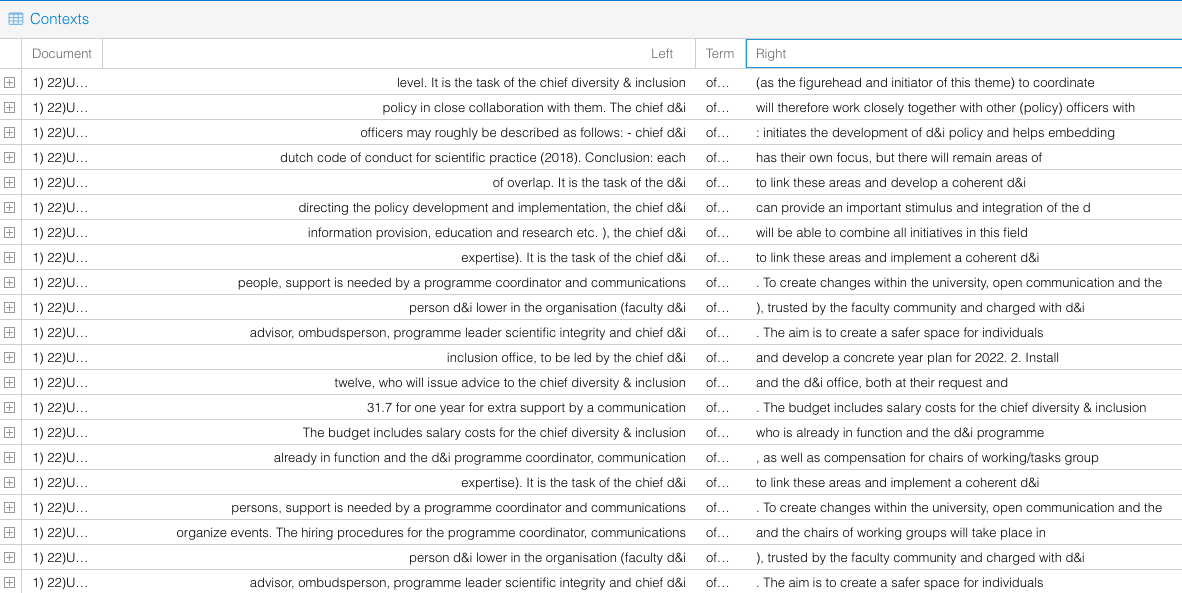 Contexts
Document Left Term Right
1) 22)U… level. It is the task of the chief diversity & inclusion of… (as the figurehead and initiator of this theme) to coordinate
1) 22)U… policy in close collaboration with them. The chief d&i of… will therefore work closely together with other (policy) officers with
1) 22)U… officers may roughly be described as follows: - chief d&i of… : initiates the development of d&i policy and helps embedding
1) 22)U… dutch code of conduct for scientific practice (2018). Conclusion: each of… has their own focus, but there will remain areas of
1) 22)U… of overlap. It is the task of the d&i of… to link these areas and develop a coherent d&i
1) 22)U… directing the policy development and implementation, the chief d&i of… can provide an important stimulus and integration of the d
1) 22)U… information provision, education and research etc. ), the chief d&i of… will be able to combine all initiatives in this field
1) 22)U… expertise). It is the task of the chief d&i of… to link these areas and implement a coherent d&i
1) 22)U… people, support is needed by a programme coordinator and communications of… . To create changes within the university, open communication and the
1) 22)U… person d&i lower in the organisation (faculty d&i of… ), trusted by the faculty community and charged with d&i
1) 22)U… advisor, ombudsperson, programme leader scientific integrity and chief d&i of… . The aim is to create a safer space for individuals
1) 22)U… inclusion office, to be led by the chief d&i of… and develop a concrete year plan for 2022. 2. Install
1) 22)U… twelve, who will issue advice to the chief diversity & inclusion of… and the d&i office, both at their request and
1) 22)U… 31.7 for one year for extra support by a communication of… . The budget includes salary costs for the chief diversity & inclusion
1) 22)U… The budget includes salary costs for the chief diversity & inclusion of… who is already in function and the d&i programme
1) 22)U… already in function and the d&i programme coordinator, communication of… , as well as compensation for chairs of working/tasks group
1) 22)U… expertise). It is the task of the chief d&i of… to link these areas and implement a coherent d&i
1) 22)U… persons, support is needed by a programme coordinator and communications of… . To create changes within the university, open communication and the
1) 22)U… organize events. The hiring procedures for the programme coordinator, communications of… and the chairs of working groups will take place in
1) 22)U… person d&i lower in the organisation (faculty d&i of… ), trusted by the faculty community and charged with d&i
1) 22)U… advisor, ombudsperson, programme leader scientific integrity and chief d&i of… . The aim is to create a safer space for individuals